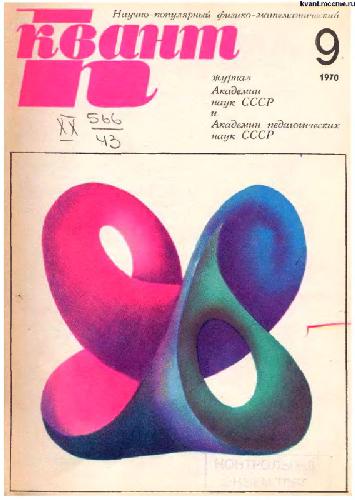 kvant.mccme.ru
Научно-популярный физико-математический
квант
9
1970
журнал
Академии
наук СССР
и
Академии педагогических
наук СССР
XX 566
43
КОНТРОЛЬНЫЙ